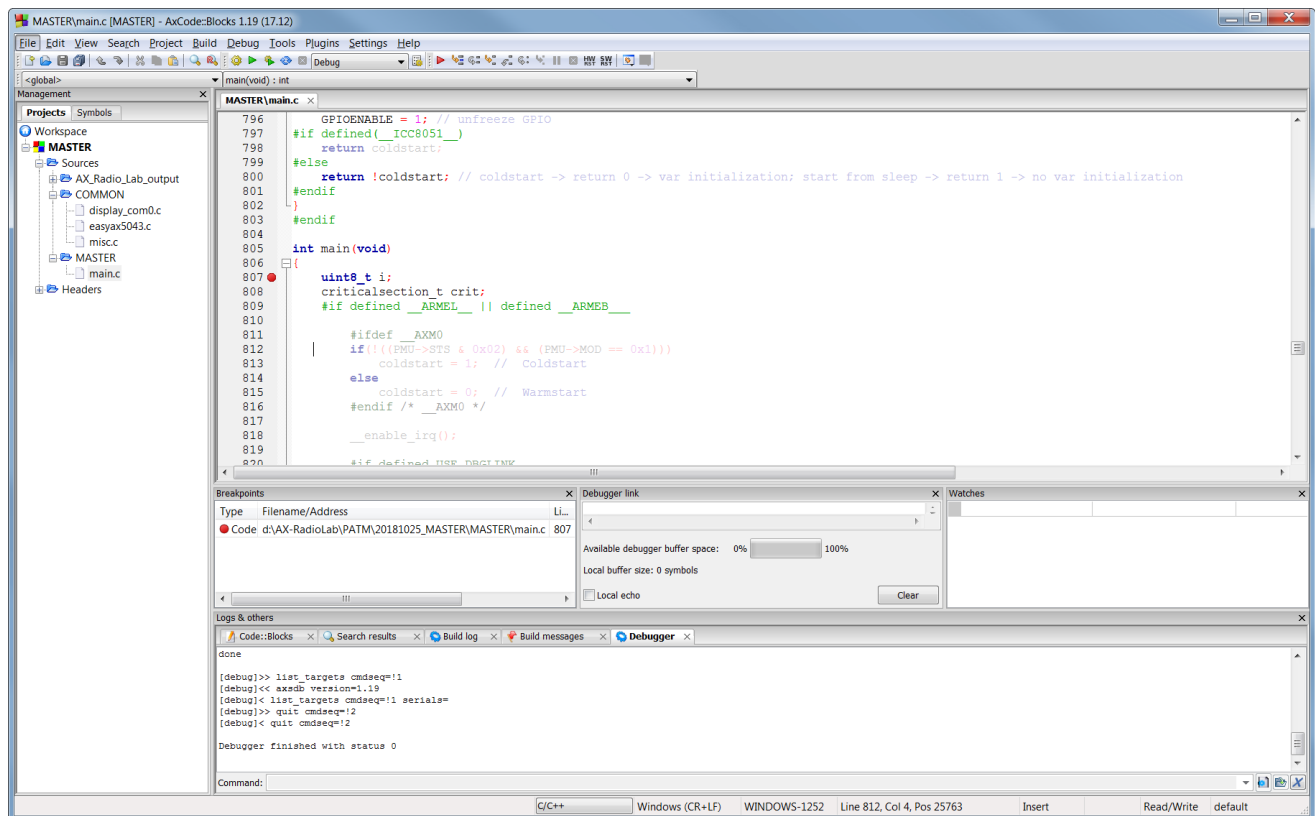 MASTER\main.c [MASTER] - AxCode::Blocks 1.19 (17.12)
File Edit View Search Project Build Debug Tools Plugins Settings Help
Debug
HW RST SW RST
<global> main(void) : int
Management
Projects Symbols
Workspace
MASTER
Sources
AX_Radio_Lab_output
COMMON
display_com0.c
easyax5043.c
misc.c
MASTER
main.c
Headers
MASTER\main.c
796 GPIOENABLE = 1; // unfreeze GPIO
797 #if defined(__ICC8051__)
798 return coldstart;
799 #else
800 return !coldstart; // coldstart -> return 0 -> var initialization; start from sleep -> return 1 -> no var initialization
801 #endif
802 }
803 #endif
804
805 int main(void)
806 {
807 uint8_t i;
808 criticalsection_t crit;
809 #if defined __ARMEL__ || defined __ARMEB___
810
811 #ifdef __AXM0
812 if(!((PMU->STS & 0x02) && (PMU->MOD == 0x1)))
813 coldstart = 1; // Coldstart
814 else
815 coldstart = 0; // Warmstart
816 #endif /* __AXM0 */
817
818 __enable_irq();
819
820 #if defined USE_DBGLINK
Breakpoints
Type Filename/Address Li...
Code d:\AX-RadioLab\PATM\20181025_MASTER\MASTER\main.c 807
Debugger link
Available debugger buffer space: 0% 100%
Local buffer size: 0 symbols
Local echo Clear
Watches
Logs & others
Code::Blocks Search results Build log Build messages Debugger
done
[debug]>> list_targets cmdseq=!1
[debug]<< axsdb version=1.19
[debug]< list_targets cmdseq=!1 serials=
[debug]>> quit cmdseq=!2
[debug]< quit cmdseq=!2
Debugger finished with status 0
Command:
C/C++ Windows (CR+LF) WINDOWS-1252 Line 812, Col 4, Pos 25763 Insert Read/Write default